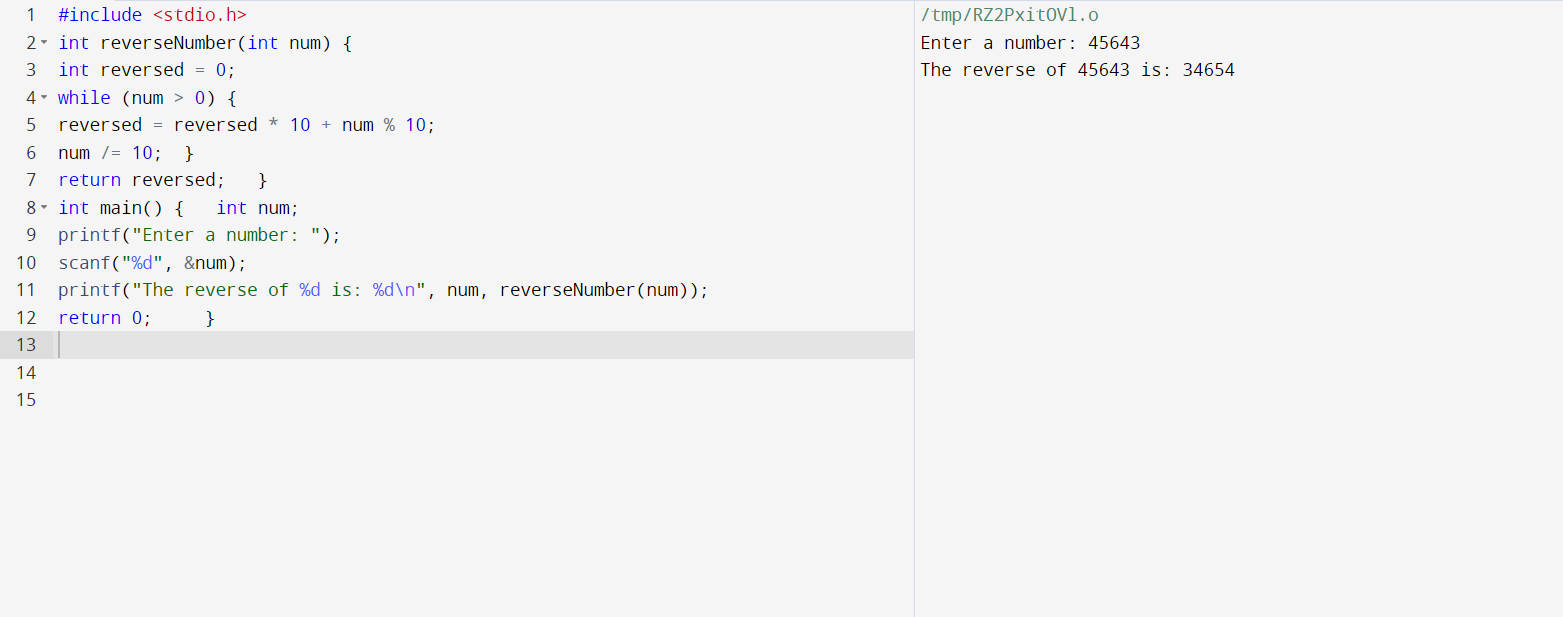 1 #include <stdio.h>
2 int reverseNumber(int num) {
3 int reversed = 0;
4 while (num > 0) {
5 reversed = reversed * 10 + num % 10;
6 num /= 10;  }
7 return reversed;   }
8 int main() {   int num;
9 printf("Enter a number: ");
10 scanf("%d", &num);
11 printf("The reverse of %d is: %d\n", num, reverseNumber(num));
12 return 0;     }
13
14
15
/tmp/RZ2PxitOVl.o
Enter a number: 45643
The reverse of 45643 is: 34654